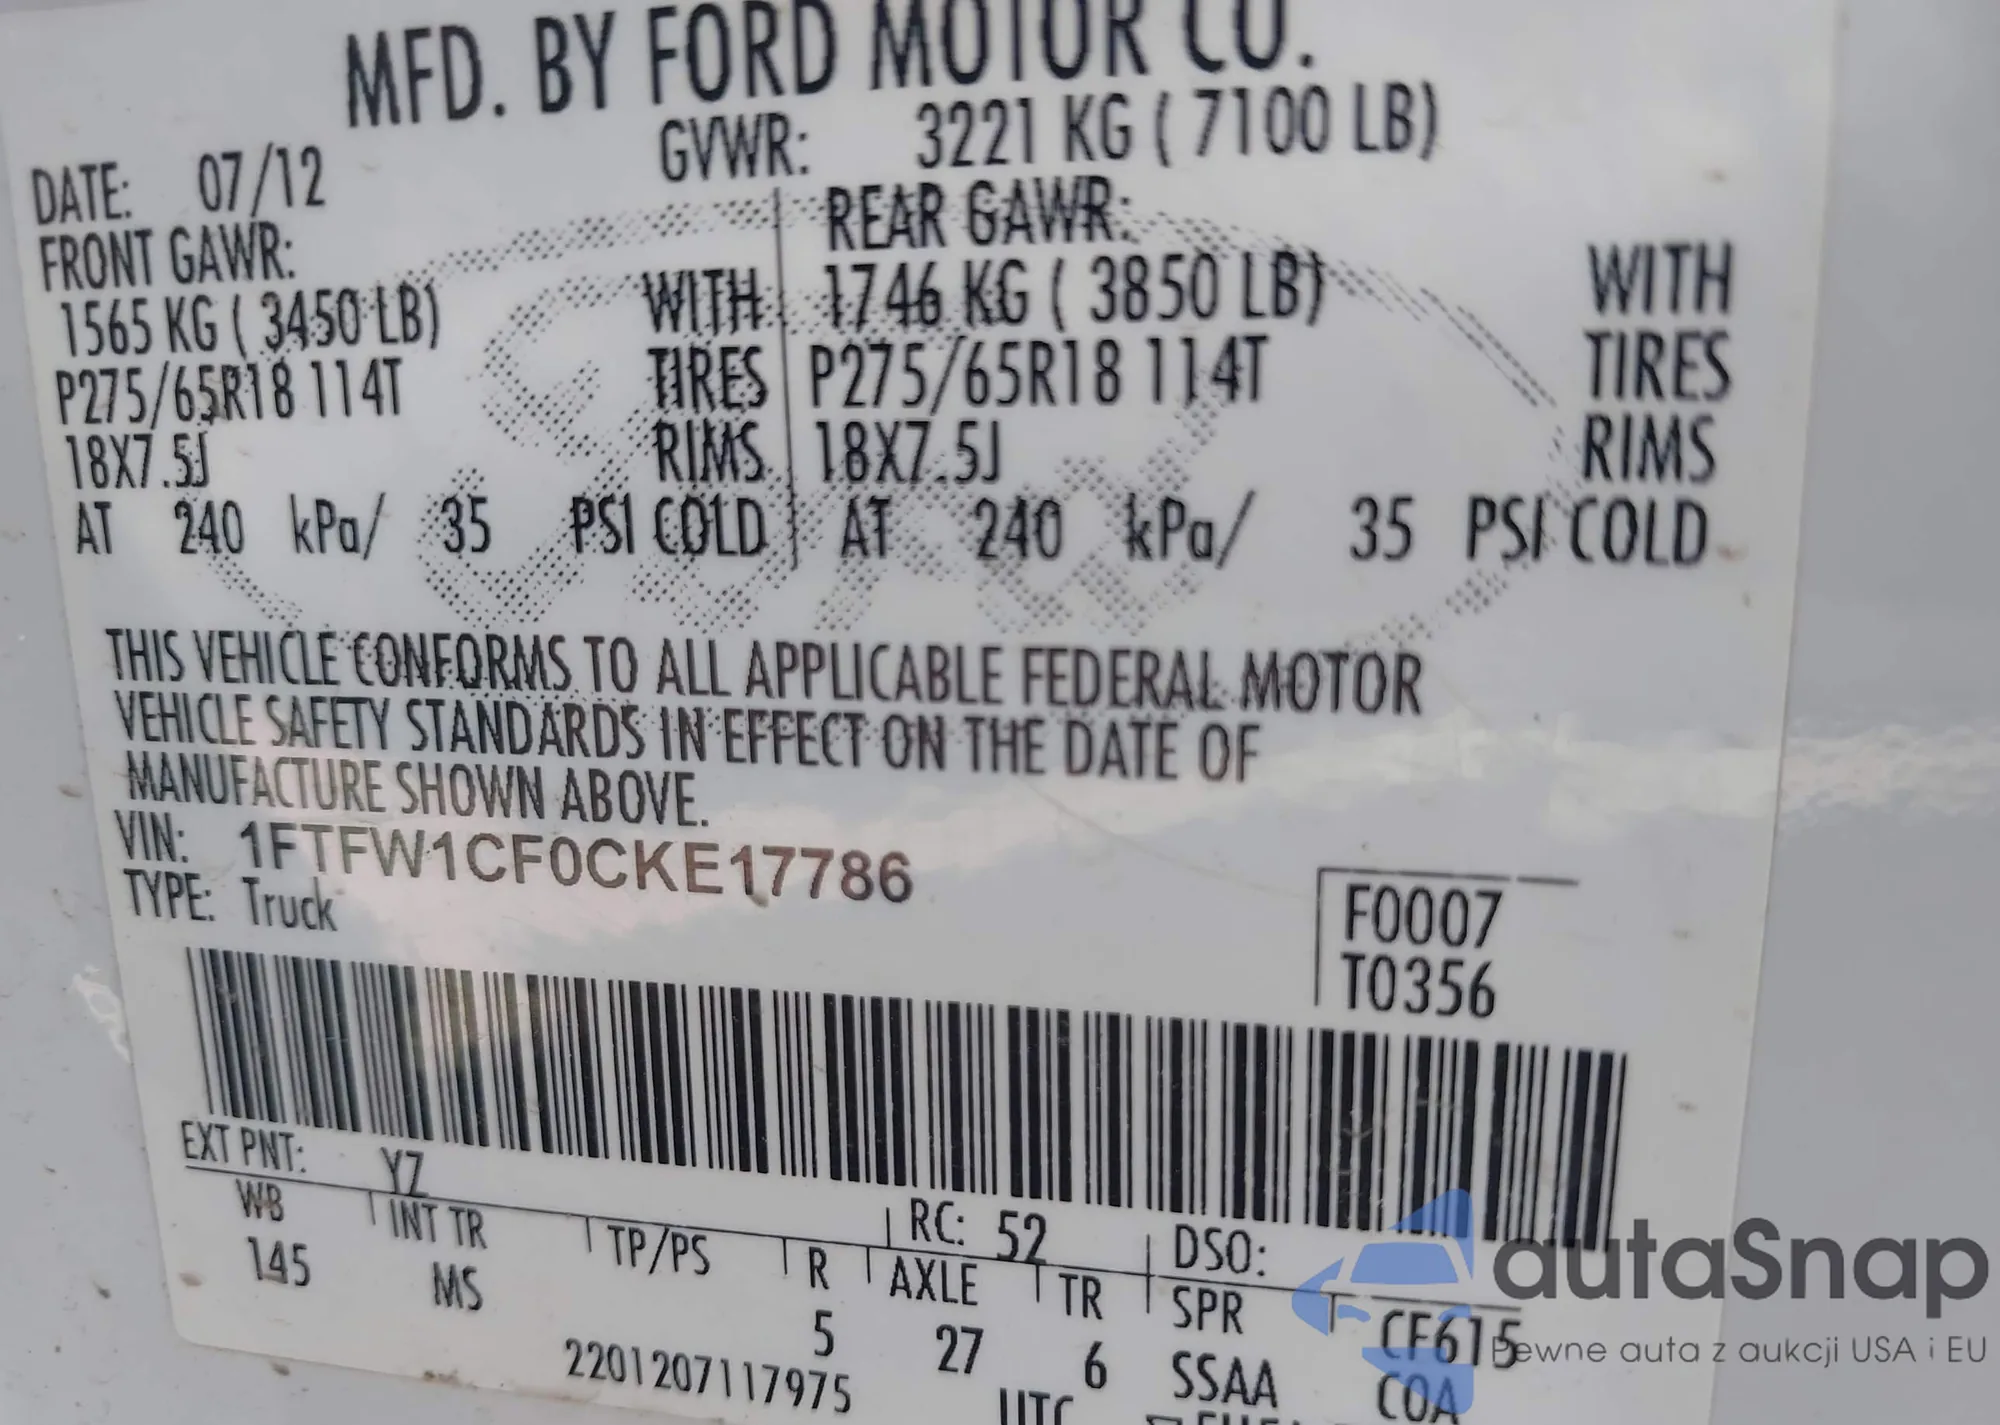 MFD. BY FORD MOTOR CO.
DATE: 07/12 GVWR: 3221 KG ( 7100 LB)
FRONT GAWR: REAR GAWR:
1565 KG ( 3450 LB) WITH 1746 KG ( 3850 LB) WITH
P275/65R18 114T TIRES P275/65R18 114T TIRES
18X7.5J RIMS 18X7.5J RIMS
AT 240 kPa/ 35 PSI COLD AT 240 kPa/ 35 PSI COLD
THIS VEHICLE CONFORMS TO ALL APPLICABLE FEDERAL MOTOR
VEHICLE SAFETY STANDARDS IN EFFECT ON THE DATE OF
MANUFACTURE SHOWN ABOVE.
VIN: 1FTFW1CF0CKE17786
TYPE: Truck
F0007
T0356
EXT PNT: YZ RC: 52 DSO:
WB INT TR TP/PS R AXLE TR SPR CF615
145 MS 5 27 6 SSAA COA
2201207117975 UTC
autaSnap
Pewne auta z aukcji USA i EU